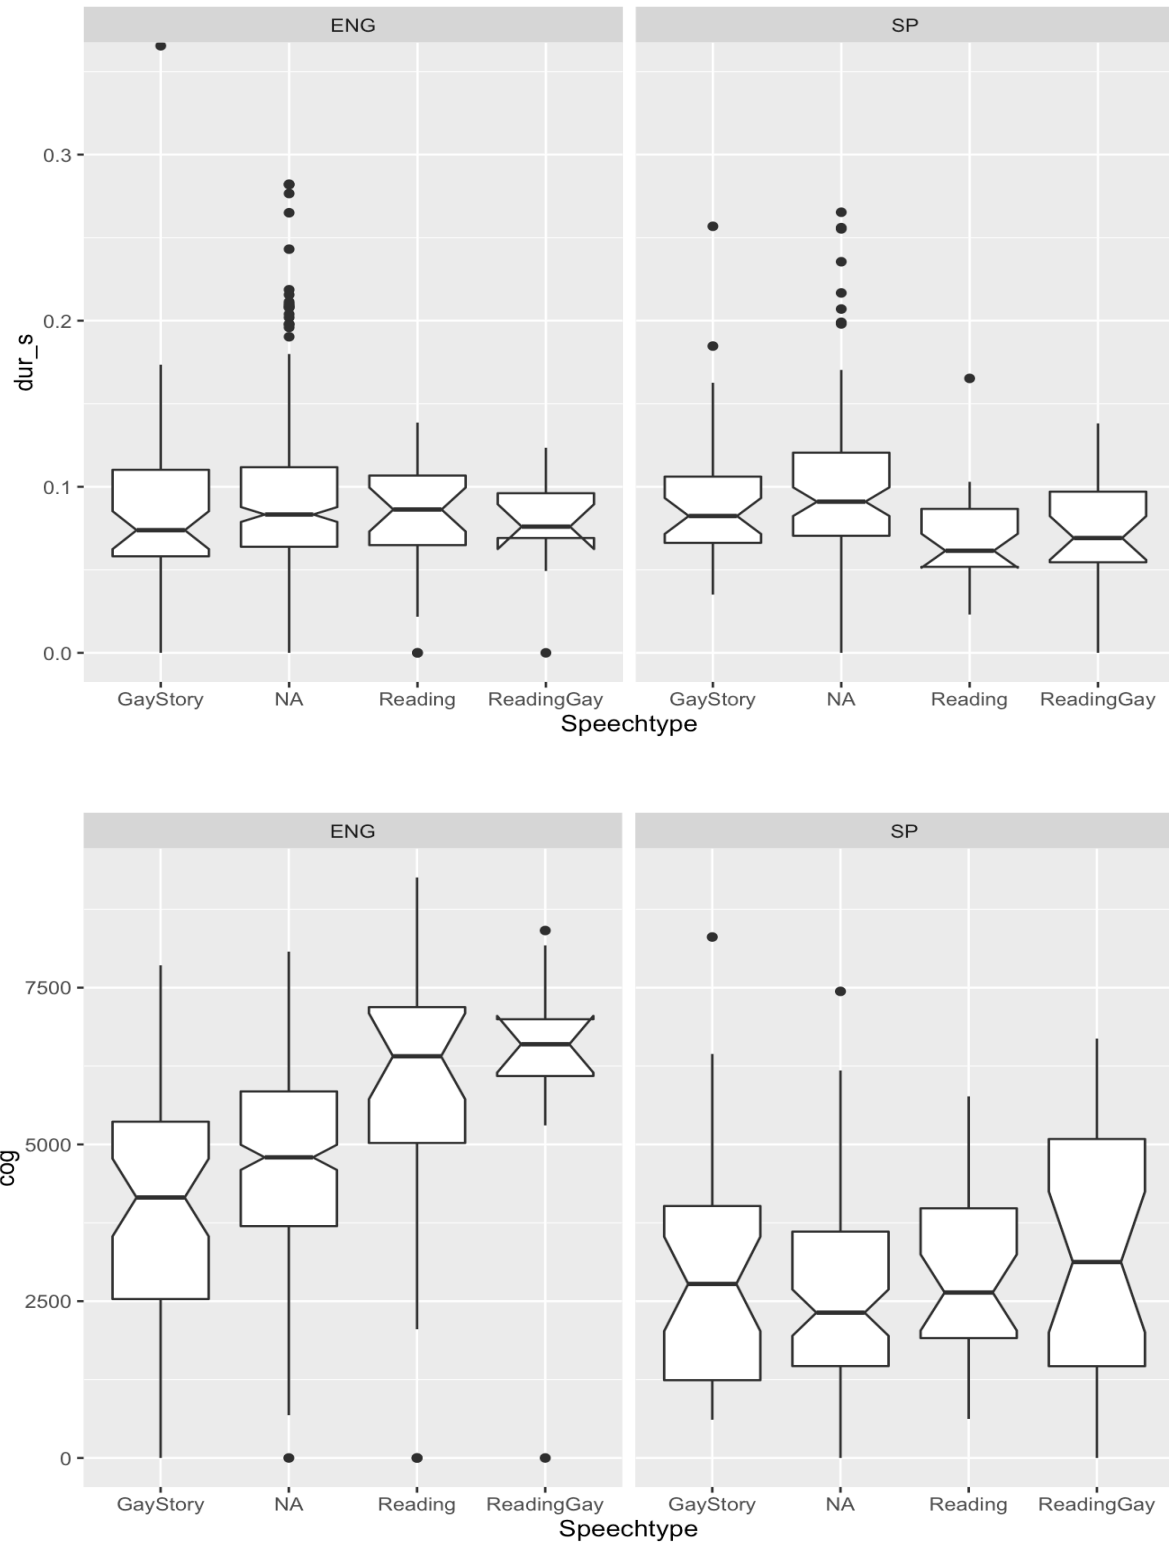 ENG SP
0.3
0.2
0.1
0.0
dur_s
GayStory NA Reading ReadingGay GayStory NA Reading ReadingGay
Speechtype
ENG SP
7500
5000
2500
0
cog
GayStory NA Reading ReadingGay GayStory NA Reading ReadingGay
Speechtype